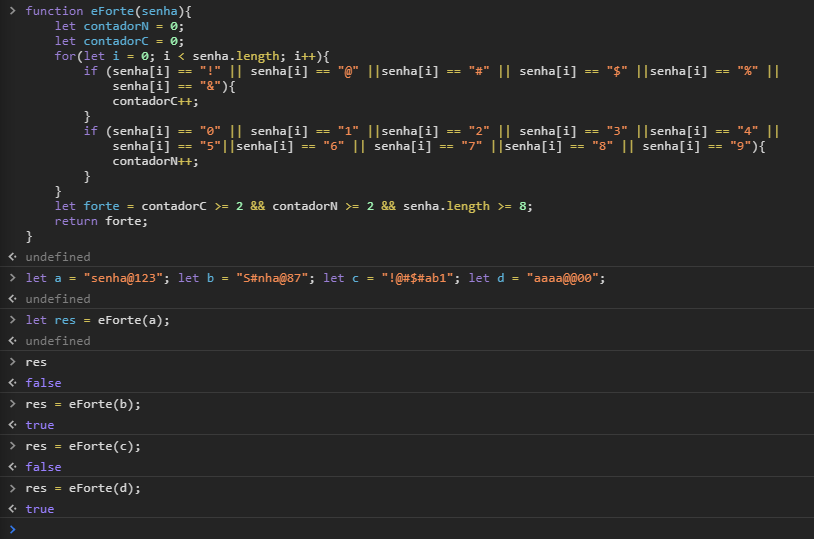 > function eForte(senha){
let contadorN = 0;
let contadorC = 0;
for(let i = 0; i < senha.length; i++){
if (senha[i] == "!" || senha[i] == "@" ||senha[i] == "#" || senha[i] == "$" ||senha[i] == "%" ||
senha[i] == "&"){
contadorC++;
}
if (senha[i] == "0" || senha[i] == "1" ||senha[i] == "2" || senha[i] == "3" ||senha[i] == "4" ||
senha[i] == "5"||senha[i] == "6" || senha[i] == "7" ||senha[i] == "8" || senha[i] == "9"){
contadorN++;
}
}
let forte = contadorC >= 2 && contadorN >= 2 && senha.length >= 8;
return forte;
}
undefined
> let a = "senha@123"; let b = "S#nha@87"; let c = "!@#$#ab1"; let d = "aaaa@@00";
undefined
> let res = eForte(a);
undefined
> res
false
> res = eForte(b);
true
> res = eForte(c);
false
> res = eForte(d);
true
>